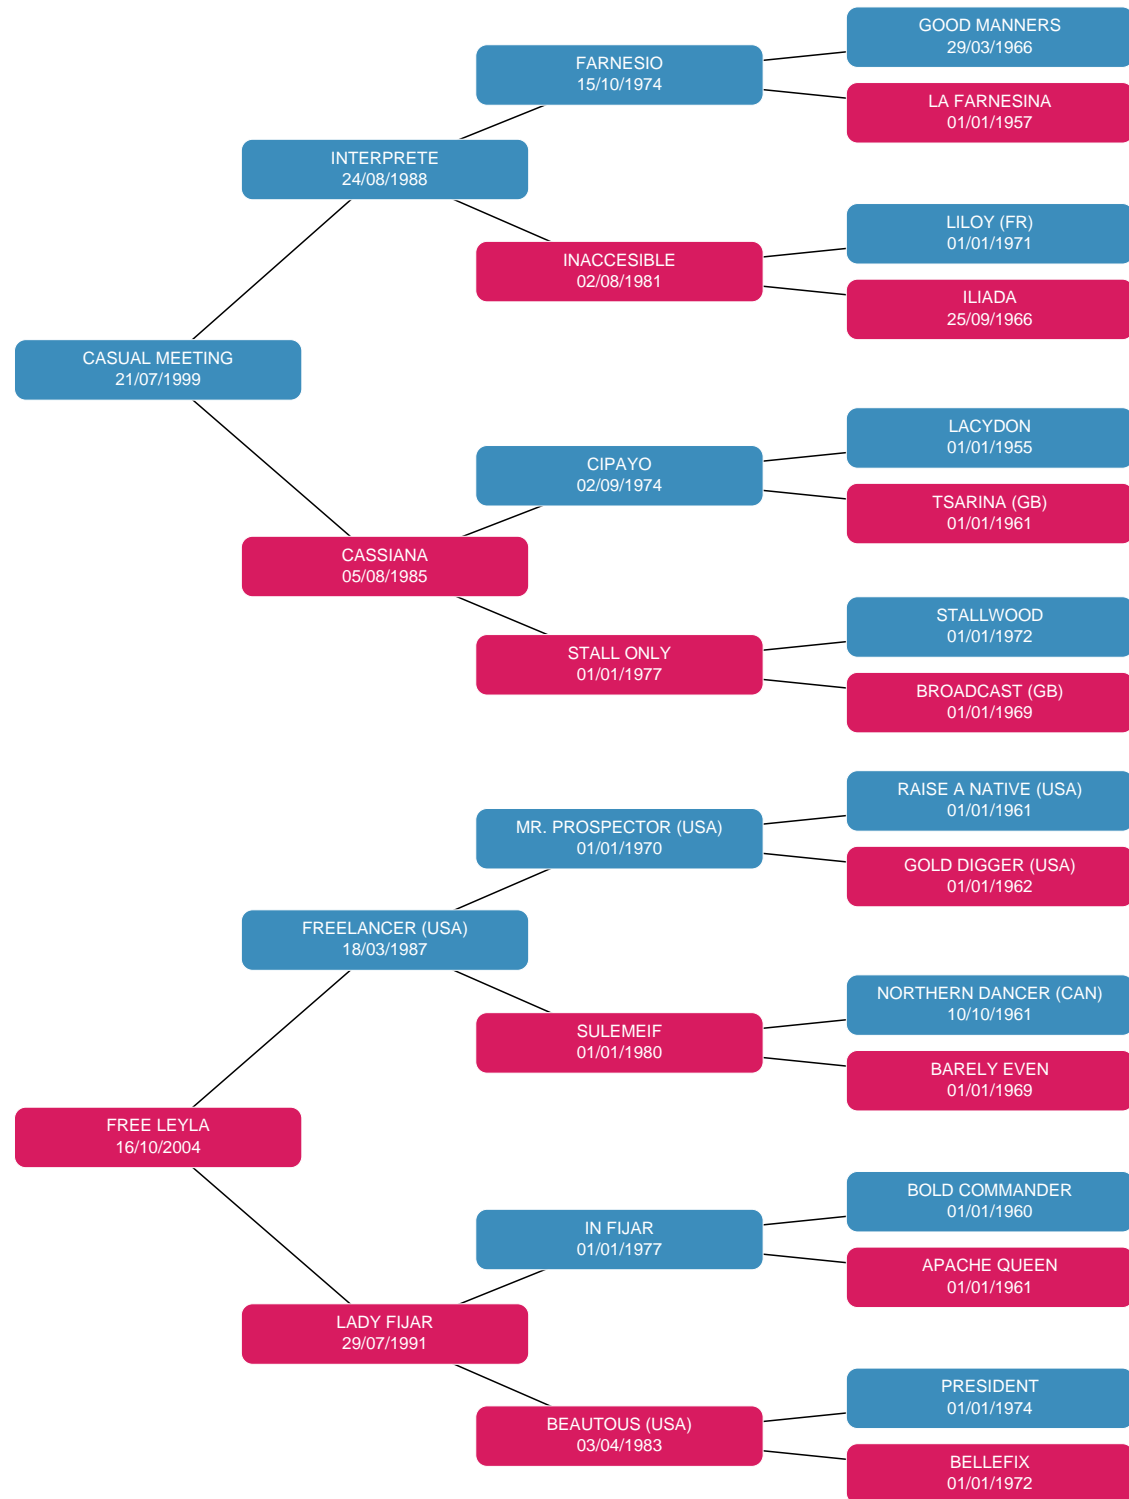 GOOD MANNERS
29/03/1966
FARNESIO
15/10/1974
LA FARNESINA
01/01/1957
INTERPRETE
24/08/1988
LILOY (FR)
01/01/1971
INACCESIBLE
02/08/1981
ILIADA
25/09/1966
CASUAL MEETING
21/07/1999
LACYDON
01/01/1955
CIPAYO
02/09/1974
TSARINA (GB)
01/01/1961
CASSIANA
05/08/1985
STALLWOOD
01/01/1972
STALL ONLY
01/01/1977
BROADCAST (GB)
01/01/1969
RAISE A NATIVE (USA)
01/01/1961
MR. PROSPECTOR (USA)
01/01/1970
GOLD DIGGER (USA)
01/01/1962
FREELANCER (USA)
18/03/1987
NORTHERN DANCER (CAN)
10/10/1961
SULEMEIF
01/01/1980
BARELY EVEN
01/01/1969
FREE LEYLA
16/10/2004
BOLD COMMANDER
01/01/1960
IN FIJAR
01/01/1977
APACHE QUEEN
01/01/1961
LADY FIJAR
29/07/1991
PRESIDENT
01/01/1974
BEAUTOUS (USA)
03/04/1983
BELLEFIX
01/01/1972